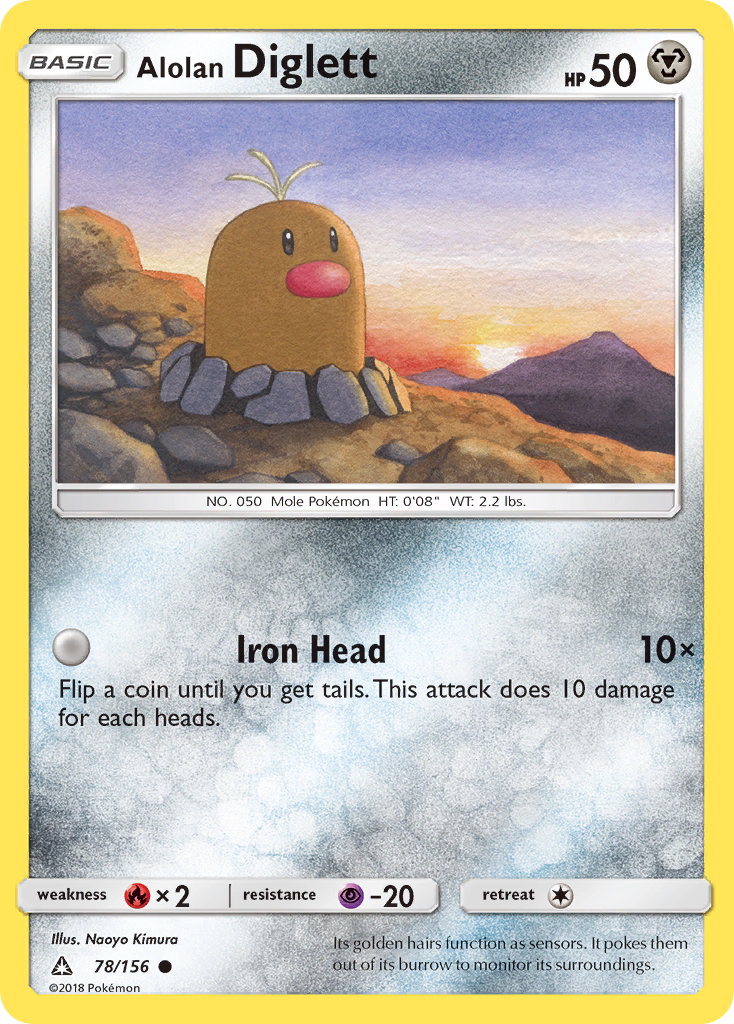 BASIC Alolan Diglett HP 50
NO. 050 Mole Pokémon HT: 0'08" WT: 2.2 lbs.
Iron Head 10×
Flip a coin until you get tails. This attack does 10 damage
for each heads.
weakness × 2 resistance -20 retreat
Illus. Naoyo Kimura
78/156
©2018 Pokémon
Its golden hairs function as sensors. It pokes them
out of its burrow to monitor its surroundings.